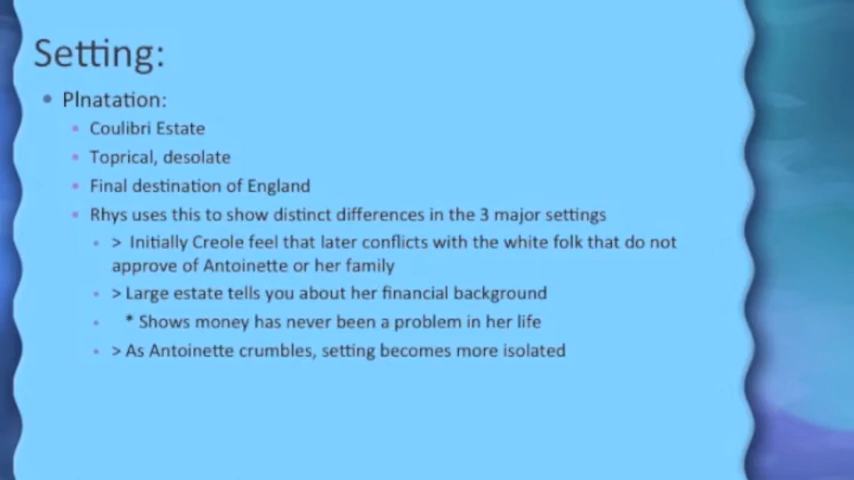 Setting:
Plnatation:
Coulibri Estate
Toprical, desolate
Final destination of England
Rhys uses this to show distinct differences in the 3 major settings
> Initially Creole feel that later conflicts with the white folk that do not
approve of Antoinette or her family
> Large estate tells you about her financial background
* Shows money has never been a problem in her life
> As Antoinette crumbles, setting becomes more isolated